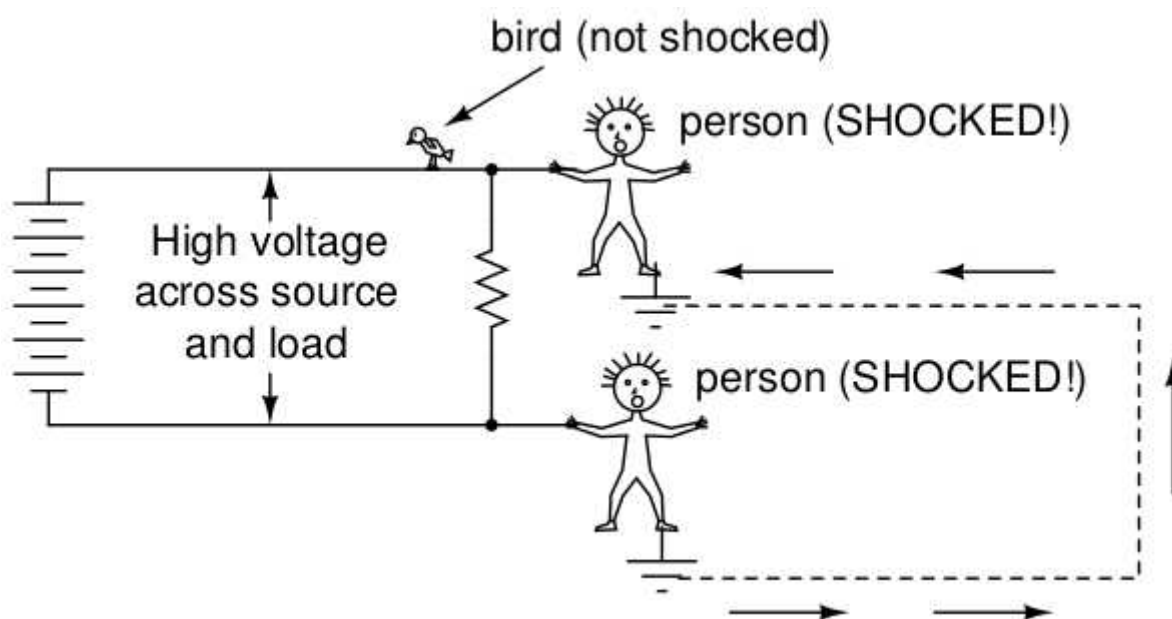 bird (not shocked)
person (SHOCKED!)
High voltage
across source
and load
person (SHOCKED!)